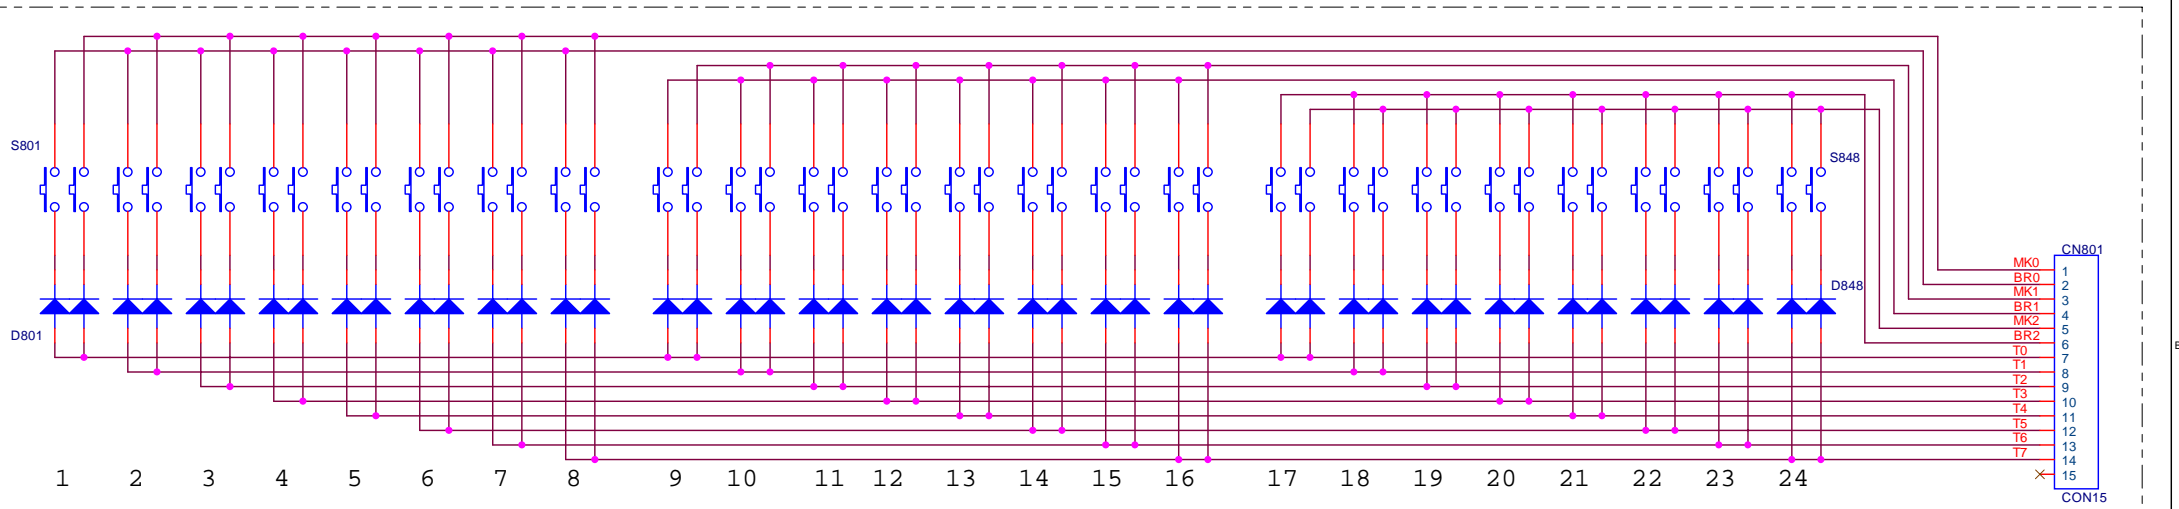 S801
S848
CN801
MK0 1
BR0 2
MK1 3
D848
BR1 4
MK2 5
D801
BR2 6
E
T0 7
T1 8
T2 9
T3 10
T4 11
T5 12
T6 13
T7 14
1 2 3 4 5 6 7 8 9 10 11 12 13 14 15 16 17 18 19 20 21 22 23 24
15
CON15